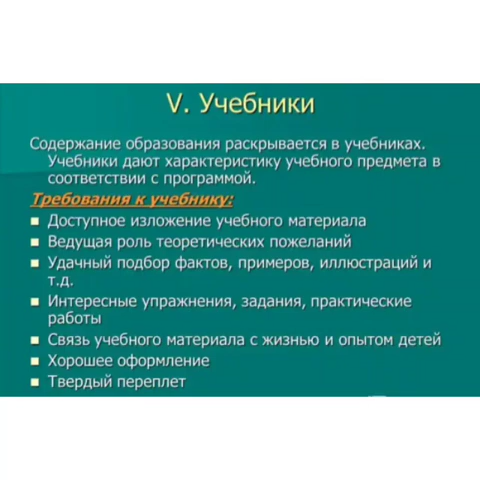 V. Учебники
Содержание образования раскрывается в учебниках.
Учебники дают характеристику учебного предмета в
соответствии с программой.
Требования к учебнику:
Доступное изложение учебного материала
Ведущая роль теоретических пожеланий
Удачный подбор фактов, примеров, иллюстраций и
т.д.
Интересные упражнения, задания, практические
работы
Связь учебного материала с жизнью и опытом детей
Хорошее оформление
Твердый переплет